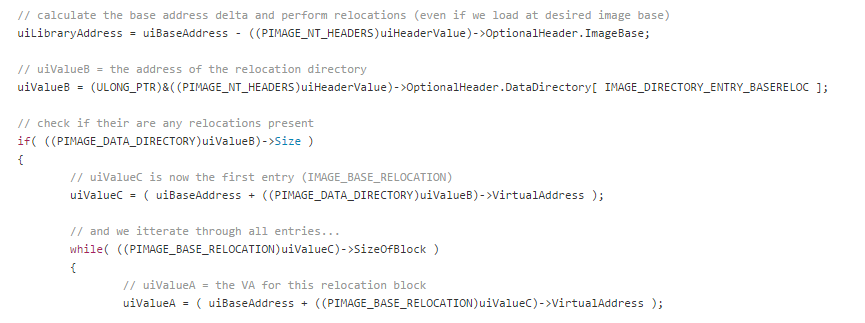 // calculate the base address delta and perform relocations (even if we load at desired image base)
uiLibraryAddress = uiBaseAddress - ((PIMAGE_NT_HEADERS)uiHeaderValue)->OptionalHeader.ImageBase;
// uiValueB = the address of the relocation directory
uiValueB = (ULONG_PTR)&((PIMAGE_NT_HEADERS)uiHeaderValue)->OptionalHeader.DataDirectory[ IMAGE_DIRECTORY_ENTRY_BASERELOC ];
// check if their are any relocations present
if( ((PIMAGE_DATA_DIRECTORY)uiValueB)->Size )
{
// uiValueC is now the first entry (IMAGE_BASE_RELOCATION)
uiValueC = ( uiBaseAddress + ((PIMAGE_DATA_DIRECTORY)uiValueB)->VirtualAddress );
// and we itterate through all entries...
while( ((PIMAGE_BASE_RELOCATION)uiValueC)->SizeOfBlock )
{
// uiValueA = the VA for this relocation block
uiValueA = ( uiBaseAddress + ((PIMAGE_BASE_RELOCATION)uiValueC)->VirtualAddress );